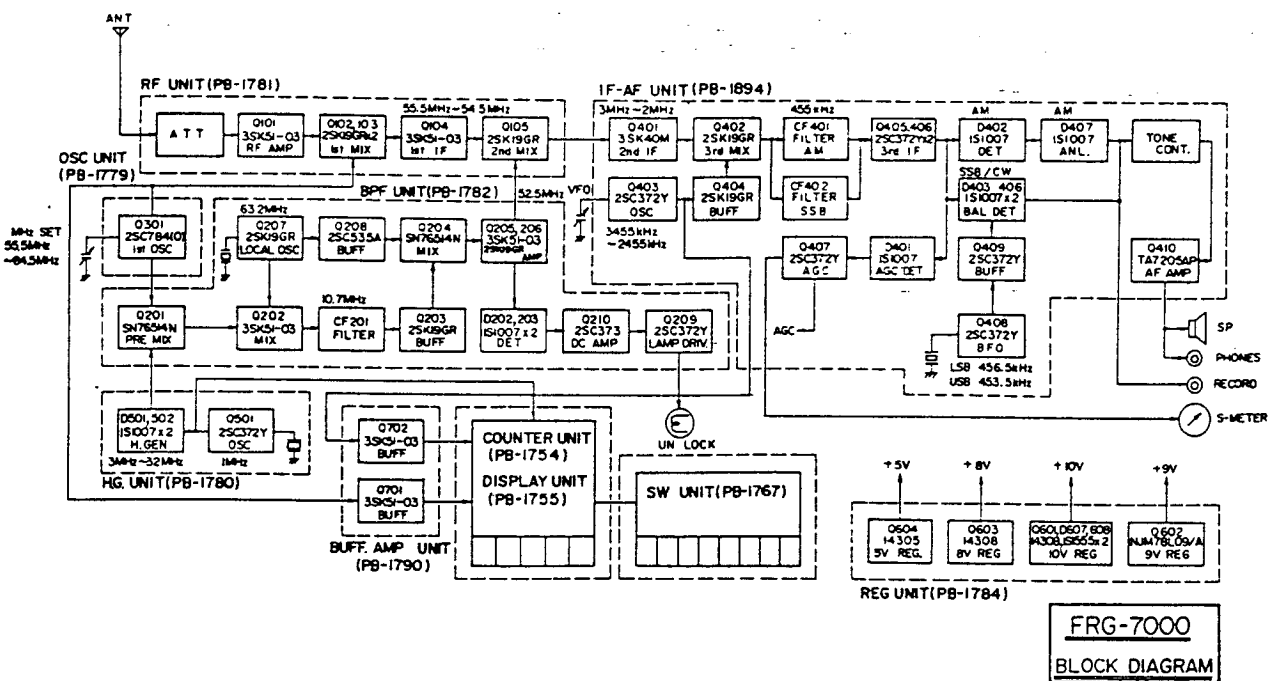 ANT
RF UNIT(PB-1781)
55.5MHz~54.5MHz
ATT
Q101
3SK51-03
RF AMP
Q102,103
2SK19GRx2
1st MIX
Q104
3SK51-03
1st IF
Q105
2SK19GR
2nd MIX
IF-AF UNIT(PB-1894)
3MHz~2MHz
Q401
3SK40M
2nd IF
Q402
2SK19GR
3rd MIX
455kHz
CF401
FILTER
AM
Q405,406
2SC372Yx2
3rd IF
AM
D402
1S1007
DET
AM
D407
1S1007
ANL.
TONE
CONT.
VFO
Q403
2SC372Y
OSC
3455kHz
~2455kHz
Q404
2SK19GR
BUFF
CF402
FILTER
SSB
SSB/CW
D403 406
1S1007x2
BAL DET
Q407
2SC372Y
AGC
D401
1S1007
AGC DET
Q409
2SC372Y
BUFF
Q410
TA7205AP
AF AMP
AGC
Q408
2SC372Y
BFO
LSB 456.5kHz
USB 453.5kHz
SP
PHONES
RECORD
S-METER
OSC UNIT
(PB-1779)
MHz SET
55.5MHz
~84.5MHz
Q301
2SC784(O)
1st OSC
BPF UNIT(PB-1782)
52.5MHz
63.2MHz
Q207
2SK19GR
LOCAL OSC
Q208
2SC535A
BUFF
Q204
SN76514N
MIX
Q205,206
3SK51-03
2SK19GR
AMP
Q201
SN76514N
PRE MIX
Q202
3SK51-03
MIX
10.7MHz
CF201
FILTER
Q203
2SK19GR
BUFF
D202,203
1S1007x2
DET
Q210
2SC373
DC AMP
Q209
2SC372Y
LAMP DRIV.
UN LOCK
D501,502
1S1007x2
H.GEN
3MHz~32MHz
Q501
2SC372Y
OSC
1MHz
H.G. UNIT(PB-1780)
Q702
3SK51-03
BUFF
Q701
3SK51-03
BUFF
BUFF. AMP UNIT
(PB-1790)
COUNTER UNIT
(PB-1754)
DISPLAY UNIT
(PB-1755)
SW UNIT(PB-1767)
+5V
+8V
+10V
+9V
Q604
14305
5V REG.
Q603
14308
8V REG
Q601,D607,608
14308,1S1555x2
10V REG
Q602
NJM78L09/A
9V REG
REG UNIT(PB-1784)
FRG-7000
BLOCK DIAGRAM